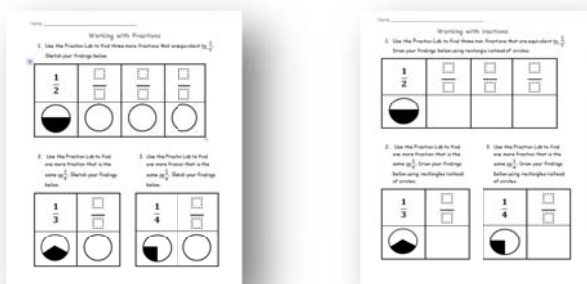 Name:
Working with Fractions
1. Use the Fraction Lab to find three more fractions that are equivalent to 1/2.
Sketch your findings below.
1/2
2. Use the Fraction Lab to find
one more fraction that is the
same as 1/3. Sketch your findings
below.
1/3
3. Use the Fraction Lab to find
one more fraction that is the
same as 1/4. Sketch your findings
below.
1/4
Name:
Working with Fractions
1. Use the Fraction Lab to find three more fractions that are equivalent to 1/2.
Draw your findings below using rectangles instead of circles.
1/2
2. Use the Fraction Lab to find
one more fraction that is the
same as 1/3. Draw your findings
below using rectangles instead
of circles.
1/3
3. Use the Fraction Lab to find
one more fraction that is the
same as 1/4. Draw your findings
below using rectangles instead
of circles.
1/4